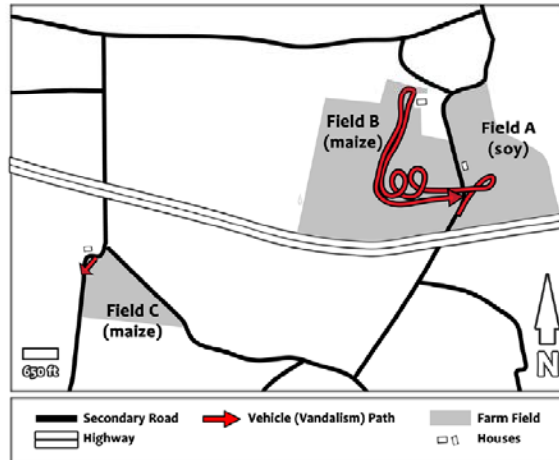 Field B
(maize)
Field A
(soy)
Field C
(maize)
650 ft
N
Secondary Road
Vehicle (Vandalism) Path
Farm Field
Highway
Houses